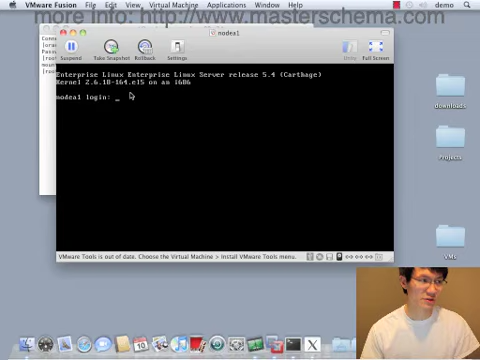 VMware Fusion File Edit View Virtual Machine Applications Window Help demo
more info: http://www.masterschema.com
nodea1
Suspend Take Snapshot Rollback Settings Unity Full Screen
Enterprise Linux Enterprise Linux Server release 5.4 (Carthage)
Kernel 2.6.18-164.el5 on an i686
nodea1 login: _
VMware Tools is out of date. Choose the Virtual Machine > Install VMware Tools menu.
downloads
Projects
VMs